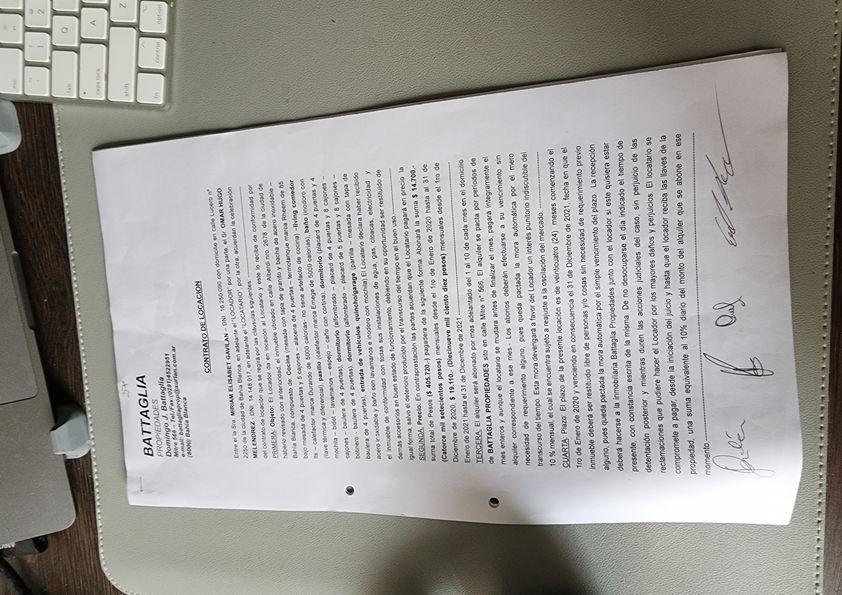 BATTAGLIA
PROPIEDADES
Domingo J. Battaglia
Mitre 566 – Tel./Fax:(0291)4522951
e-mail: battagliaprop@surlan.com.ar
(8000) Bahía Blanca
CONTRATO DE LOCACION
Entre el la Sra. MIRIAM ELISABET GAVILAN – DNI: 16.250.090 con domicilio en calle Lucero nº
2250 de la ciudad de Bahía Blanca, en adelante el "LOCADOR" por una parte, el Sr. OMAR HUGO
MELENDREZ - DNI: 14.148.017, en adelante el "LOCATARIO", por la otra, acuerdan la celebración
del contrato de locación que se regirá por las cláusulas siguientes.
PRIMERA: Objeto: El Locador da en locación al Locatario y este lo recibe de conformidad por
haberlo revisado con anterioridad, el inmueble ubicado en calle Alberdi nro. 2678 de la ciudad de
Bahía Blanca, compuesto de: Cocina (mesada con tapa de granito y bacha de acero inoxidable –
bajo mesada de 4 puertas y 5 cajones – alacena de 4 puertas – termotanque marca Rheem de 85
lts – calefactor marca Durando de 5000 calorías- no tiene artefacto de cocina) –living comedor
(llave térmica y diferencial), pasillo (calefactor marca Emege de 5000 calorías), baño (inodoro con
mochila – bidet – lavamanos – espejo – caño con cortina), dormitorio (placard de 4 puertas y 4
cajones – baulera de 4 puertas), dormitorio (alfombrado – placard de 4 puertas y 8 cajones –
botinero - baulera de 4 puertas), dormitorio (alfombrado – placard de 5 puertas y 8 cajones –
baulera de 4 puertas), entrada de vehículos, quincho/garage (parrilla – mesada con tapa de
acero inoxidable y baño con lavamanos e inodoro con mochila) El Locatario declara haber recibido
el inmueble de conformidad con todas sus instalaciones de agua, gas, cloacas, electricidad y
demás accesorios en buen estado de funcionamiento, debiendo en su oportunidad ser restituido de
igual forma, salvo el deterioro producido por el transcurso del tiempo en el buen uso.
SEGUNDA: Precio: En contraprestación las partes acuerdan que el Locatario pagará en precio la
suma total de Pesos ($ 405.720.-) pagadera de la siguiente forma: Abonará la suma $ 14.700.-
(Catorce mil setecientos pesos) mensuales desde el 1ro de Enero de 2020 hasta al 31 de
Diciembre de 2020, $ 19.110.- (Diecinueve mil ciento diez pesos) mensuales desde el 1ro de
Enero de 2021 hasta el 31 de Diciembre de 2021.
TERCERA: El alquiler será abonado por mes adelantado del 1 al 10 de cada mes en el domicilio
de BATTAGLIA PROPIEDADES sito en calle Mitre n° 566. El alquiler se pacta por períodos de
mes enteros y aunque el locatario se mudara antes de finalizar el mes, pagará íntegramente el
alquiler correspondiente a ese mes.- Los abonos deberán efectuarse a su vencimiento sin
necesidad de requerimiento alguno, pues queda pactada la mora automática por el mero
transcurso del tiempo. Esta mora devengará a favor del Locador un interés punitorio indiscutible del
10 % mensual, el cual se encuentra sujeto a reajuste a la oscilación del mercado.
CUARTA: Plazo: El plazo de la presente locación es de veinticuatro (24) meses comenzando el
1ro de Enero de 2020 y venciendo en consecuencia el 31 de Diciembre de 2021, fecha en que el
inmueble deberá ser restituido libre de personas y/o cosas sin necesidad de requerimiento previo
alguno, pues queda pactada la mora automática por el simple vencimiento del plazo. La recepción
deberá hacerse a la inmobiliaria Battaglia Propiedades junto con el locador si este quisiera estar
presente, con constancia escrita de la misma. De no desocuparse el día indicado el tiempo de
detentación posterior y mientras duren las acciones judiciales del caso, sin perjuicio de las
reclamaciones que pudiere hacer el Locador por los mayores daños y perjuicios. El locatario se
compromete a pagar, desde la iniciación del juicio y hasta que el locador reciba las llaves de la
propiedad, una suma equivalente al 10% diario del monto del alquiler que se abone en ese
momento.
esc
!
1
@
2
tab
Q
caps lock
A
shift
Z
fn
control
option